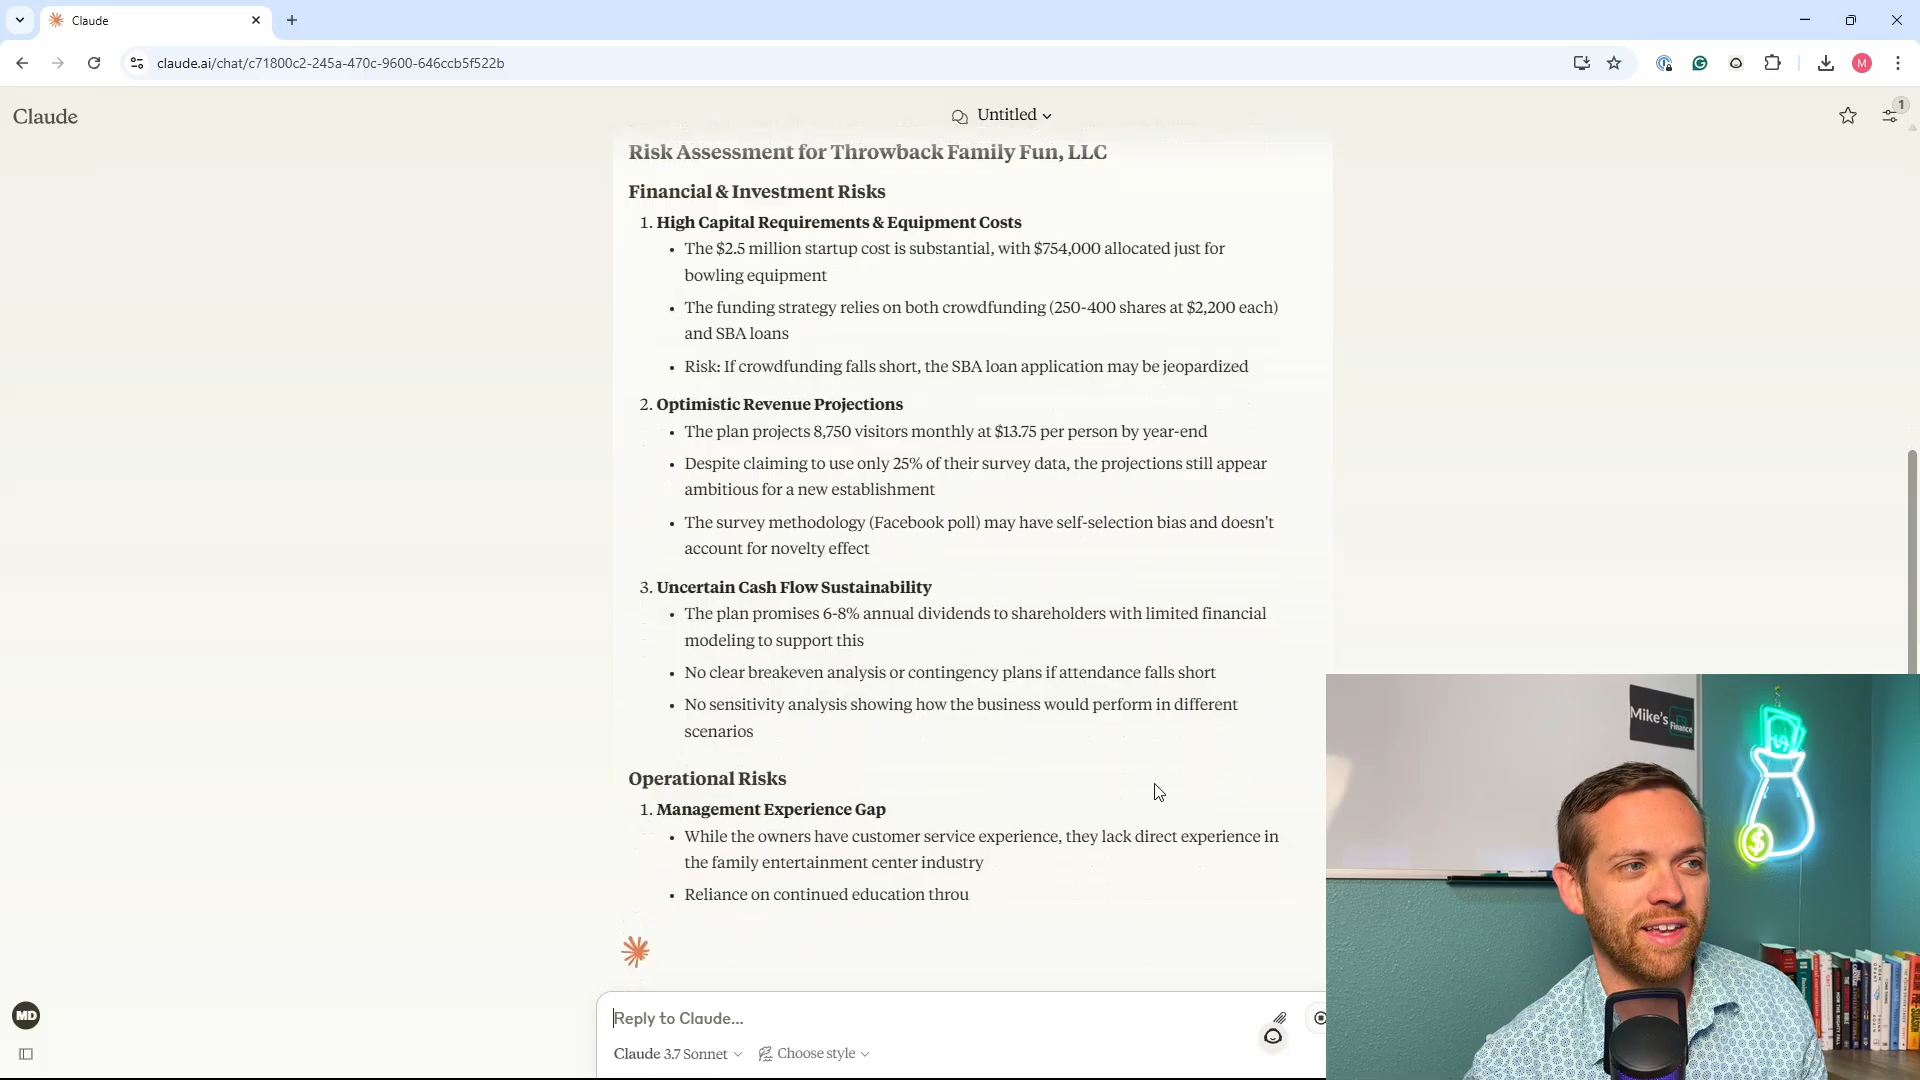 Claude
claude.ai/chat/c71800c2-245a-470c-9600-646ccb5f522b
M
Claude
Untitled
1
Risk Assessment for Throwback Family Fun, LLC
Financial & Investment Risks
1. High Capital Requirements & Equipment Costs
• The $2.5 million startup cost is substantial, with $754,000 allocated just for
bowling equipment
• The funding strategy relies on both crowdfunding (250-400 shares at $2,200 each)
and SBA loans
• Risk: If crowdfunding falls short, the SBA loan application may be jeopardized
2. Optimistic Revenue Projections
• The plan projects 8,750 visitors monthly at $13.75 per person by year-end
• Despite claiming to use only 25% of their survey data, the projections still appear
ambitious for a new establishment
• The survey methodology (Facebook poll) may have self-selection bias and doesn't
account for novelty effect
3. Uncertain Cash Flow Sustainability
• The plan promises 6-8% annual dividends to shareholders with limited financial
modeling to support this
• No clear breakeven analysis or contingency plans if attendance falls short
• No sensitivity analysis showing how the business would perform in different
scenarios
Operational Risks
1. Management Experience Gap
• While the owners have customer service experience, they lack direct experience in
the family entertainment center industry
• Reliance on continued education throu
Reply to Claude...
Claude 3.7 Sonnet
Choose style
MD
Mike's
Finance
$